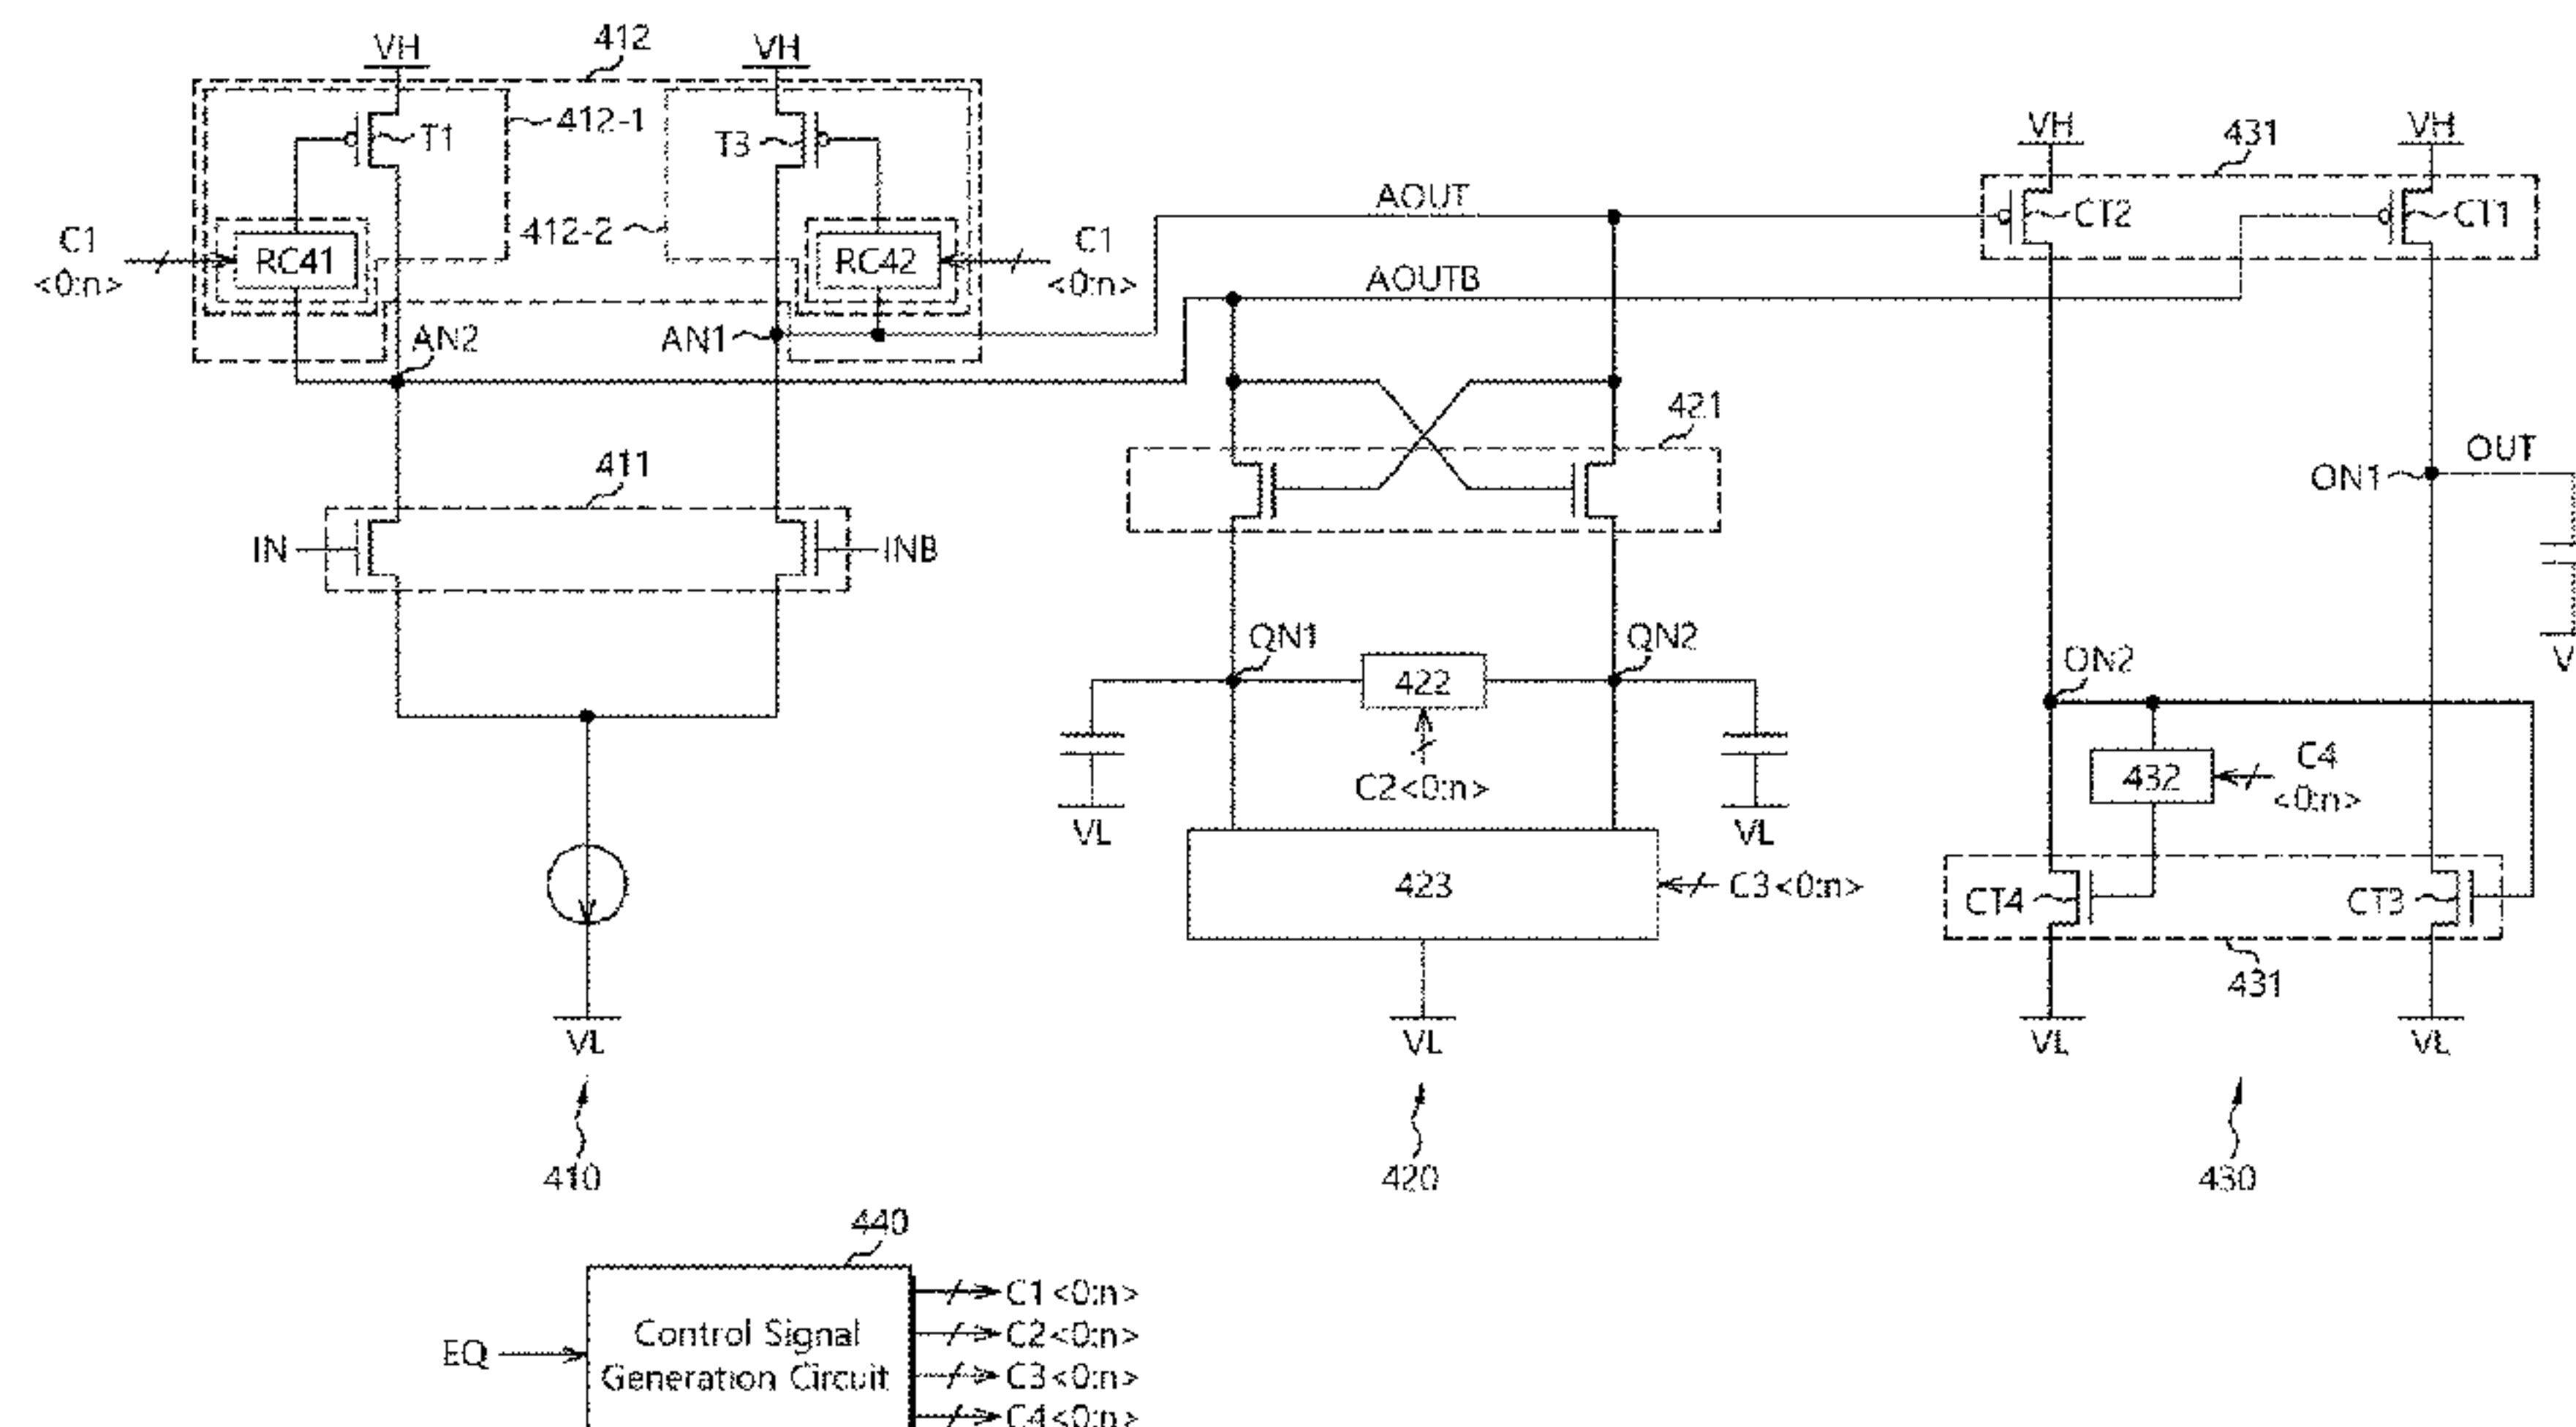 412
VH
VH
412-1
T1
T3
VH
431
VH
AOUT
CT2
CT1
412-2
C1
<0:n>
RC41
RC42
C1
<0:n>
AOUTB
AN2
AN1
421
411
OUT
ON1
IN
INB
QN1
QN2
422
ON2
V
C4
<0:n>
432
C2<0:n>
VL
VL
423
C3<0:n>
CT4
CT3
431
VL
VL
VL
VL
410
420
430
440
EQ
Control Signal
Generation Circuit
C1<0:n>
C2<0:n>
C3<0:n>
C4<0:n>